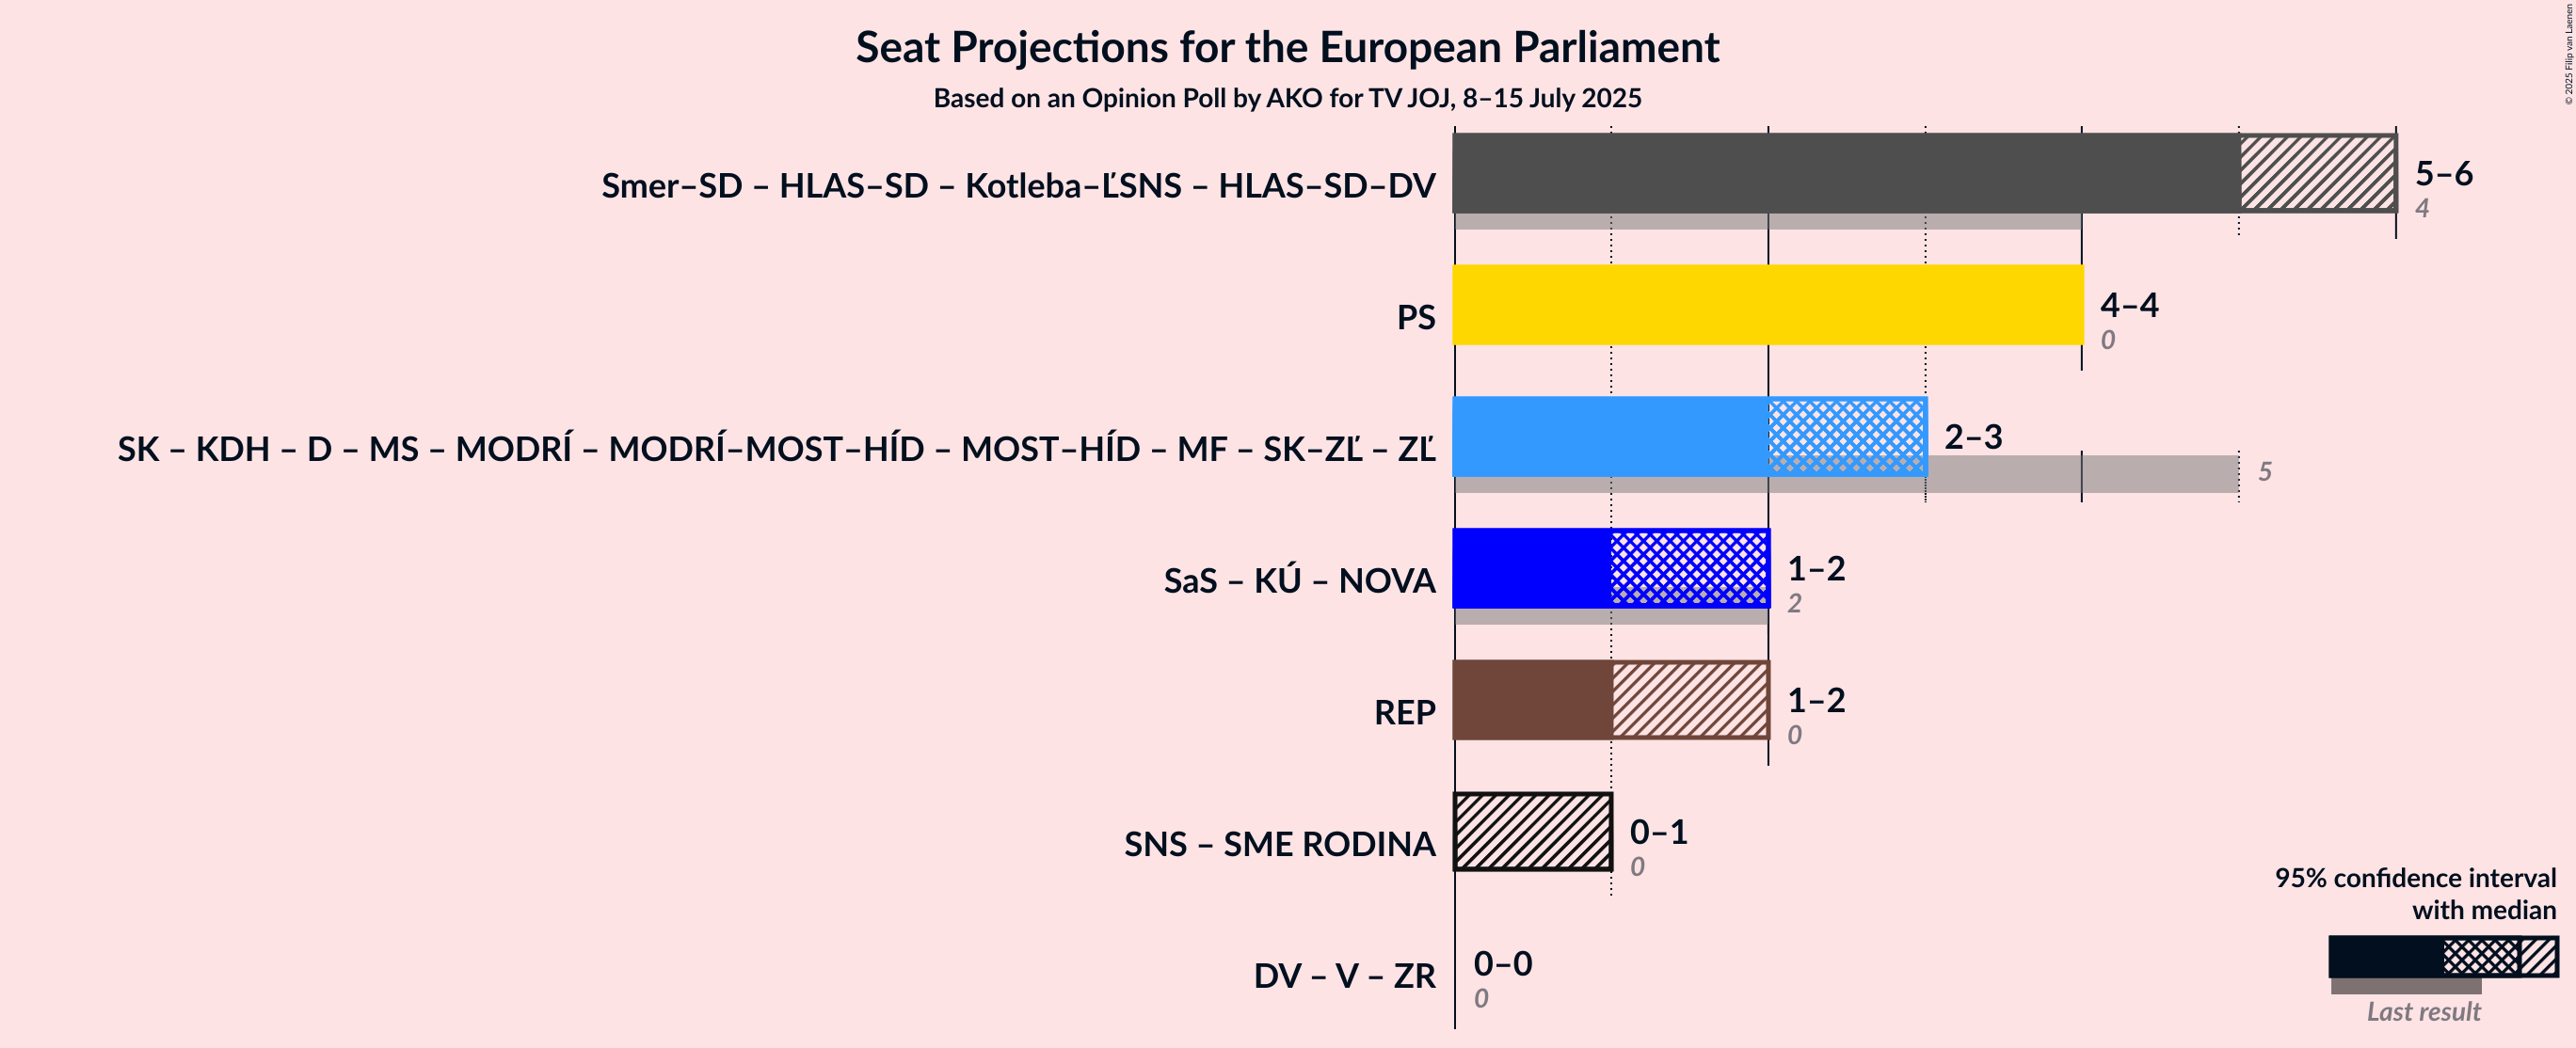 Seat Projections for the European Parliament
Based on an Opinion Poll by AKO for TV JOJ, 8–15 July 2025
© 2025 Filip van Laenen
Smer–SD – HLAS–SD – Kotleba–ĽSNS – HLAS–SD–DV
5–6
4
PS
4–4
0
SK – KDH – D – MS – MODRÍ – MODRÍ–MOST–HÍD – MOST–HÍD – MF – SK–ZĽ – ZĽ
2–3
5
SaS – KÚ – NOVA
1–2
2
REP
1–2
0
SNS – SME RODINA
0–1
0
DV – V – ZR
0–0
0
95% confidence interval
with median
Last result